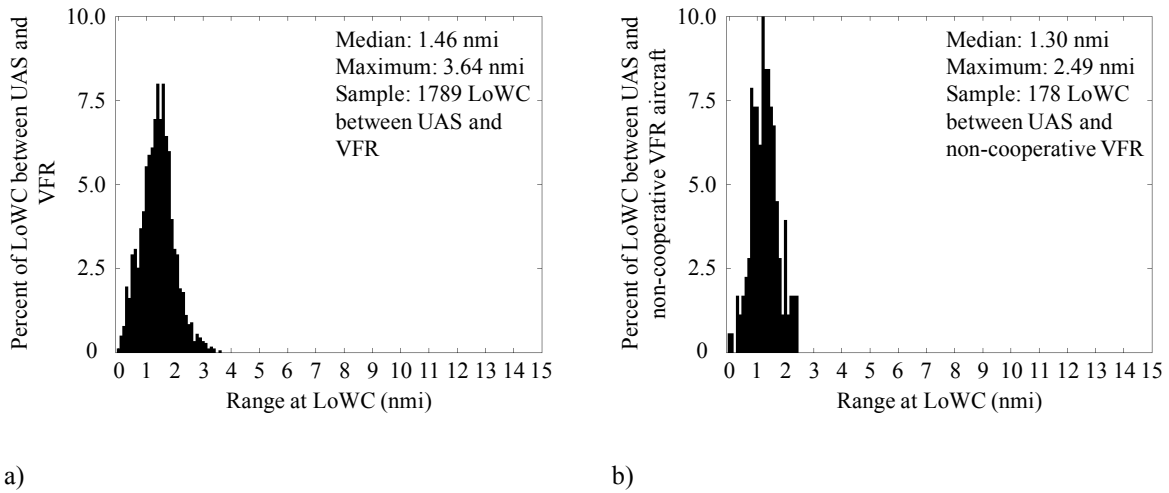 Percent of LoWC between UAS and
VFR
10.0
7.5
5.0
2.5
0
Median: 1.46 nmi
Maximum: 3.64 nmi
Sample: 1789 LoWC
between UAS and
VFR
0 1 2 3 4 5 6 7 8 9 10 11 12 13 14 15
Range at LoWC (nmi)
a)
Percent of LoWC between UAS and
non-cooperative VFR aircraft
10.0
7.5
5.0
2.5
0
Median: 1.30 nmi
Maximum: 2.49 nmi
Sample: 178 LoWC
between UAS and
non-cooperative VFR
0 1 2 3 4 5 6 7 8 9 10 11 12 13 14 15
Range at LoWC (nmi)
b)